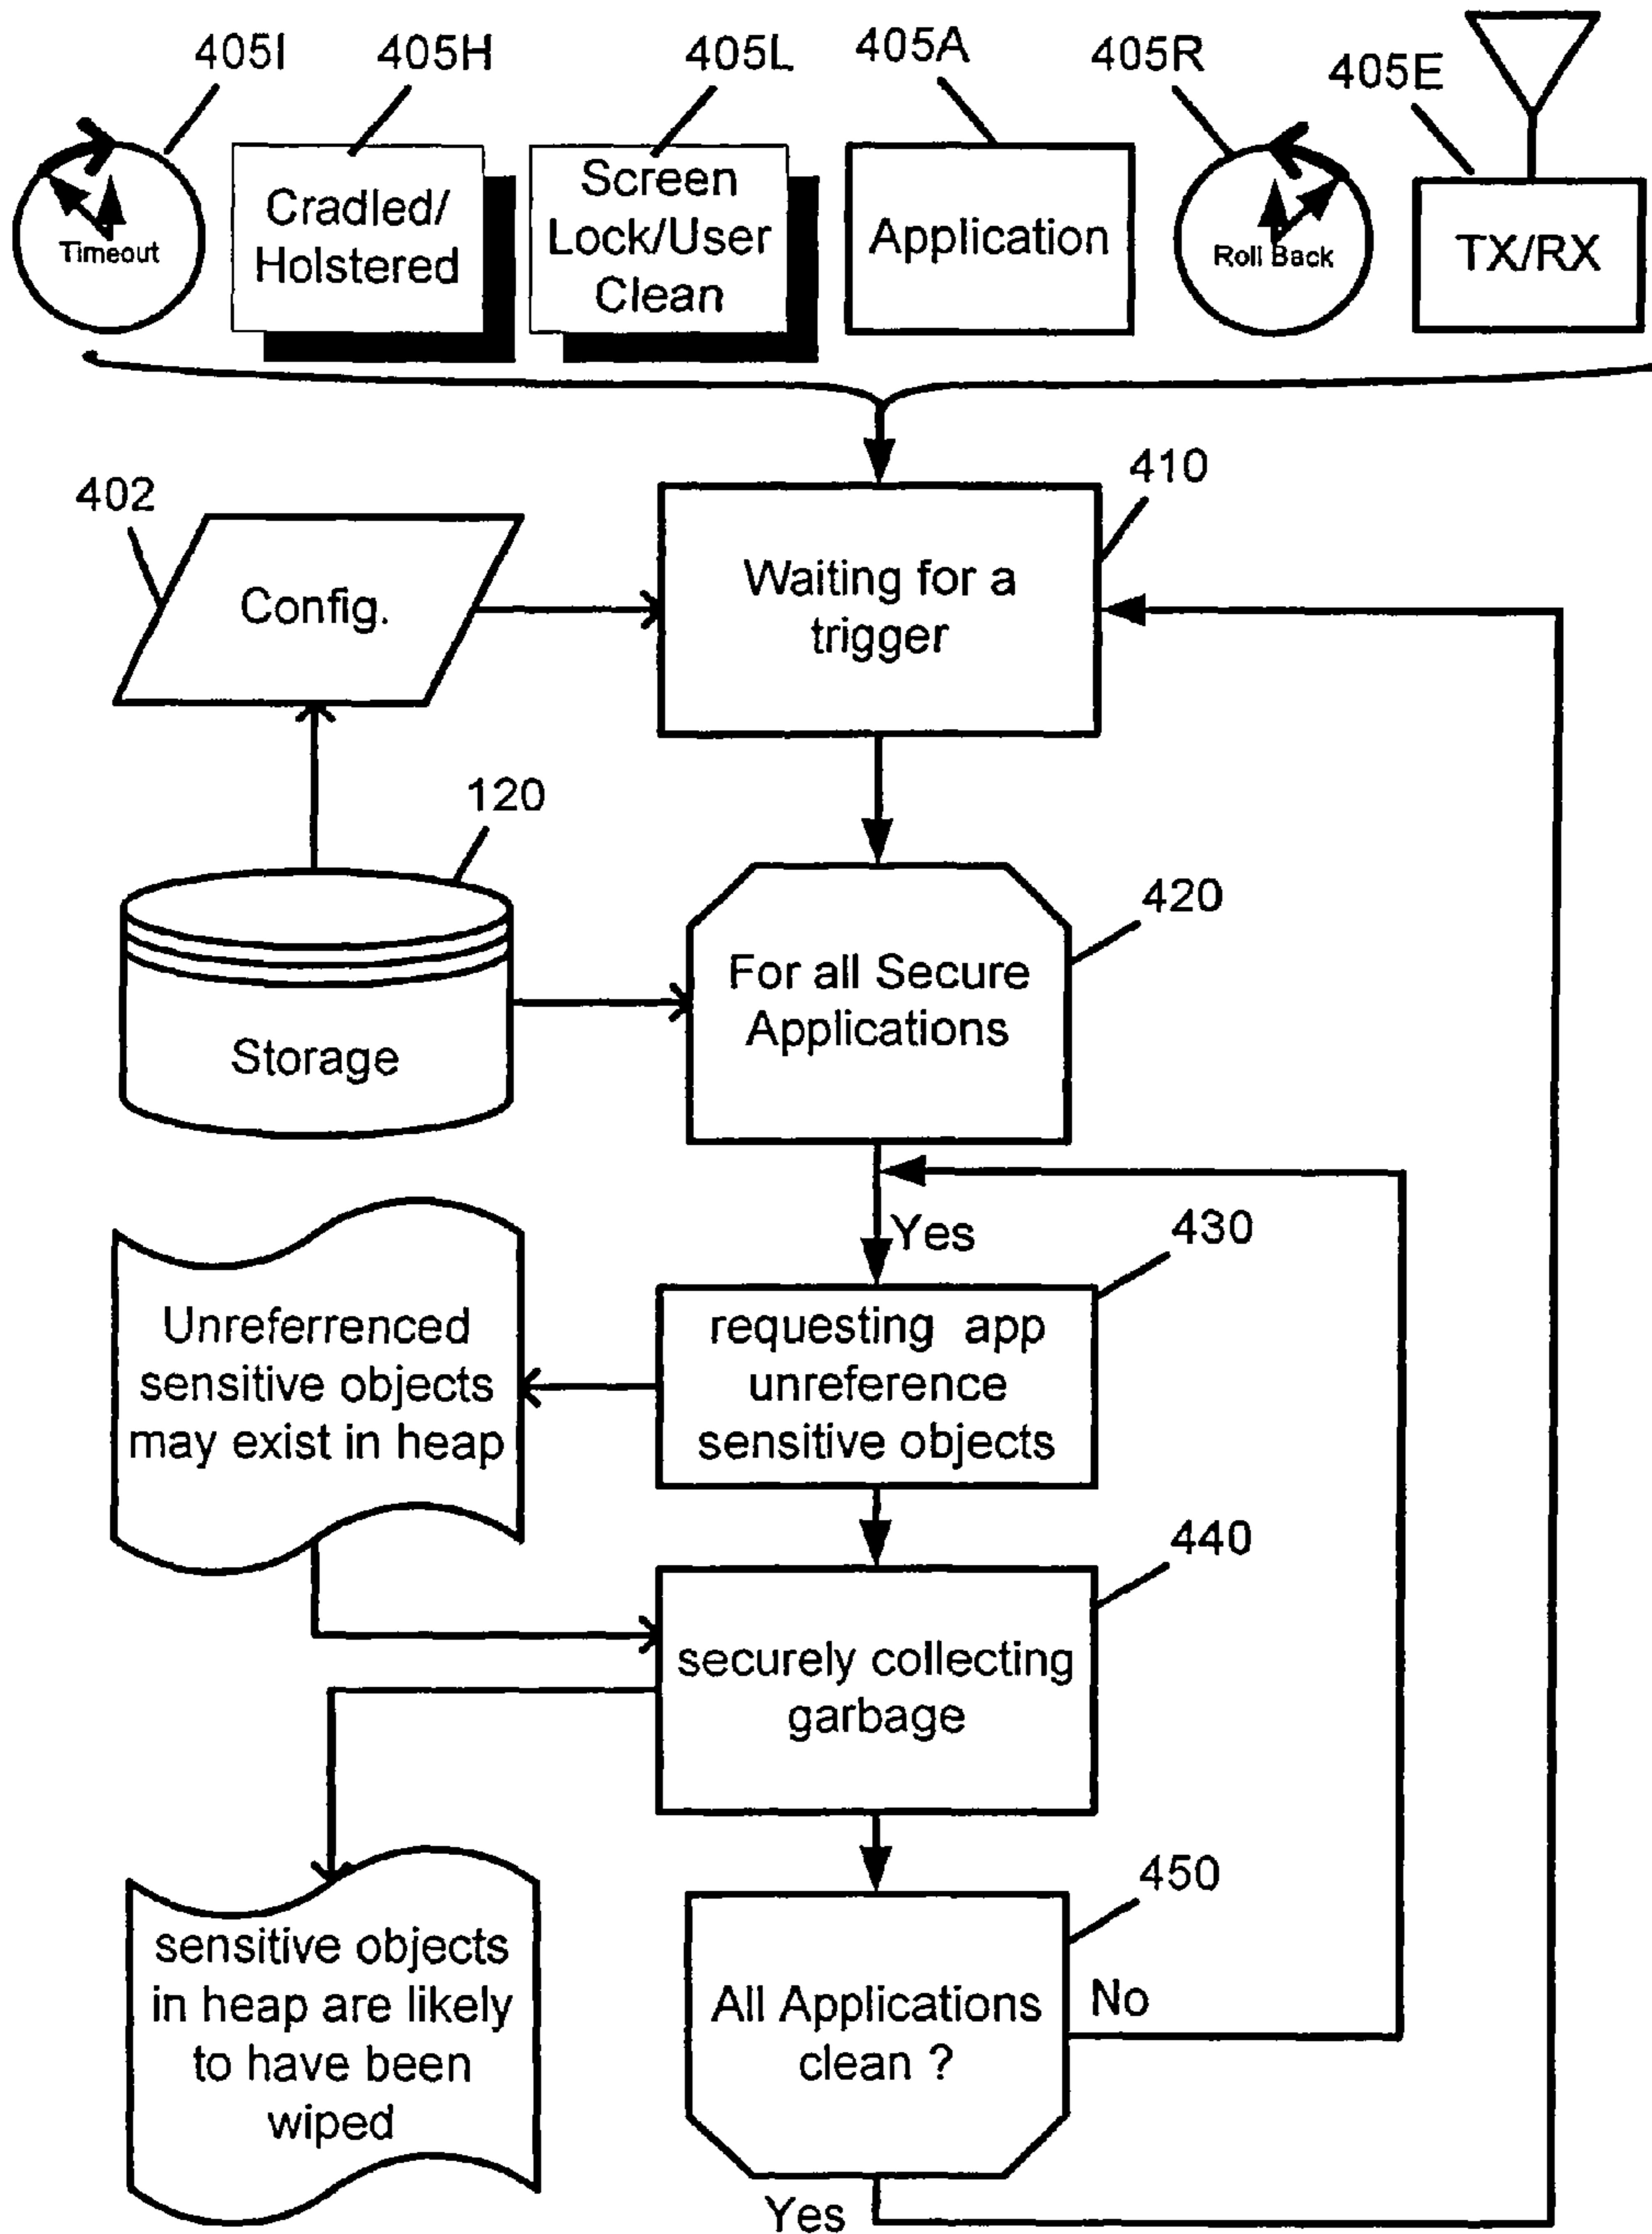 405I
405H
405L
405A
405R
405E
Timeout
Cradled/
Holstered
Screen
Lock/User
Clean
Application
Roll Back
TX/RX
410
402
Config.
Waiting for a
trigger
120
Storage
420
For all Secure
Applications
Yes
430
Unreferrenced
sensitive objects
may exist in heap
requesting app
unreference
sensitive objects
440
securely collecting
garbage
450
sensitive objects
in heap are likely
to have been
wiped
All Applications
clean ?
No
Yes